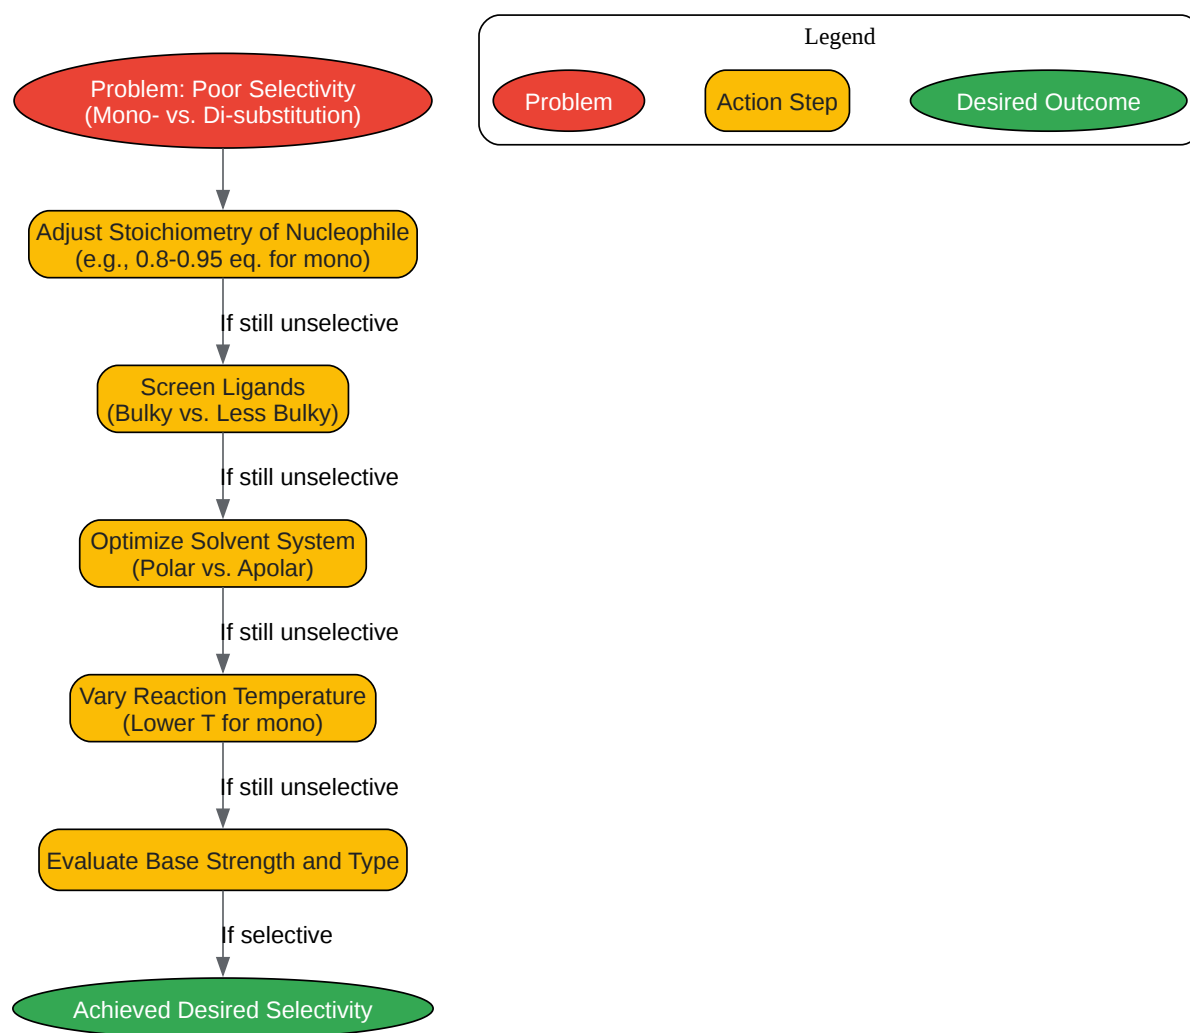 Legend
Problem
Action Step
Desired Outcome
Problem: Poor Selectivity
(Mono- vs. Di-substitution)
Adjust Stoichiometry of Nucleophile
(e.g., 0.8-0.95 eq. for mono)
If still unselective
Screen Ligands
(Bulky vs. Less Bulky)
If still unselective
Optimize Solvent System
(Polar vs. Apolar)
If still unselective
Vary Reaction Temperature
(Lower T for mono)
If still unselective
Evaluate Base Strength and Type
If selective
Achieved Desired Selectivity